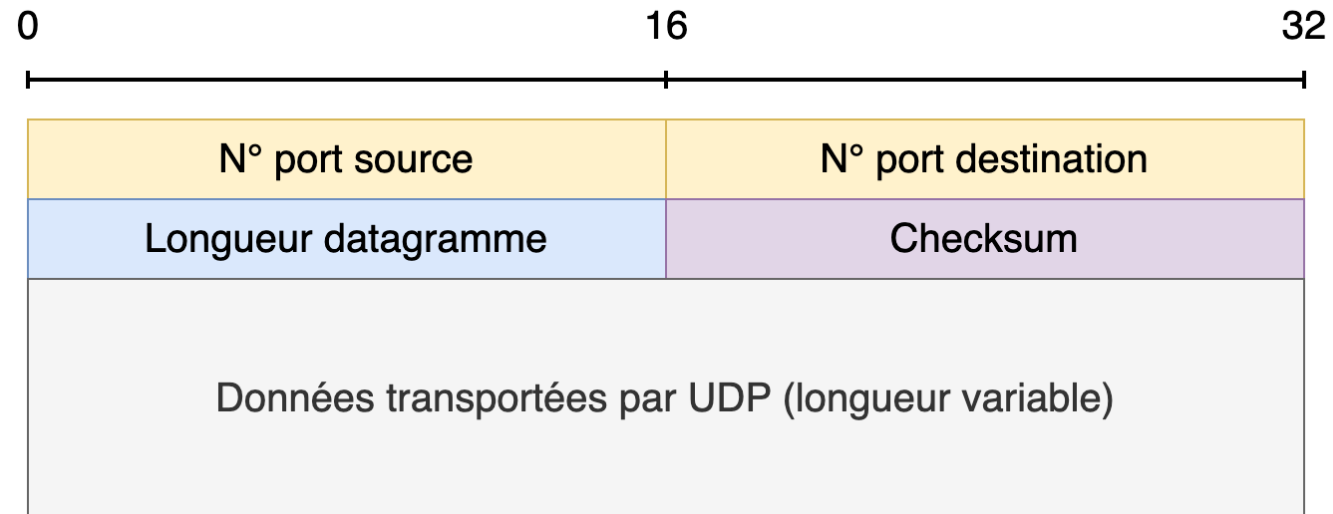 0 16 32
N° port source N° port destination
Longueur datagramme Checksum
Données transportées par UDP (longueur variable)